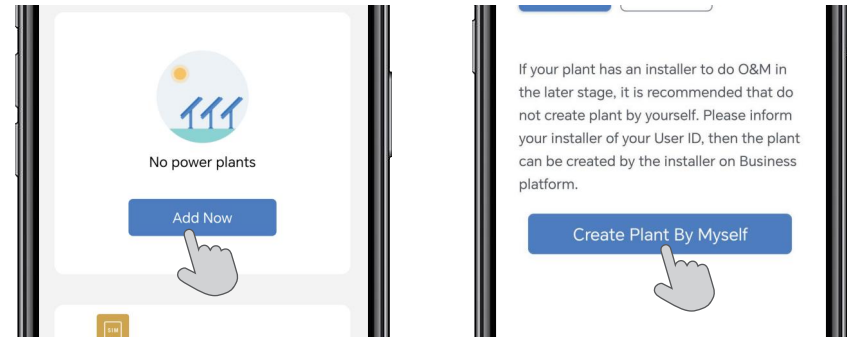 No power plants
Add Now
SIM
If your plant has an installer to do O&M in
the later stage, it is recommended that do
not create plant by yourself. Please inform
your installer of your User ID, then the plant
can be created by the installer on Business
platform.
Create Plant By Myself